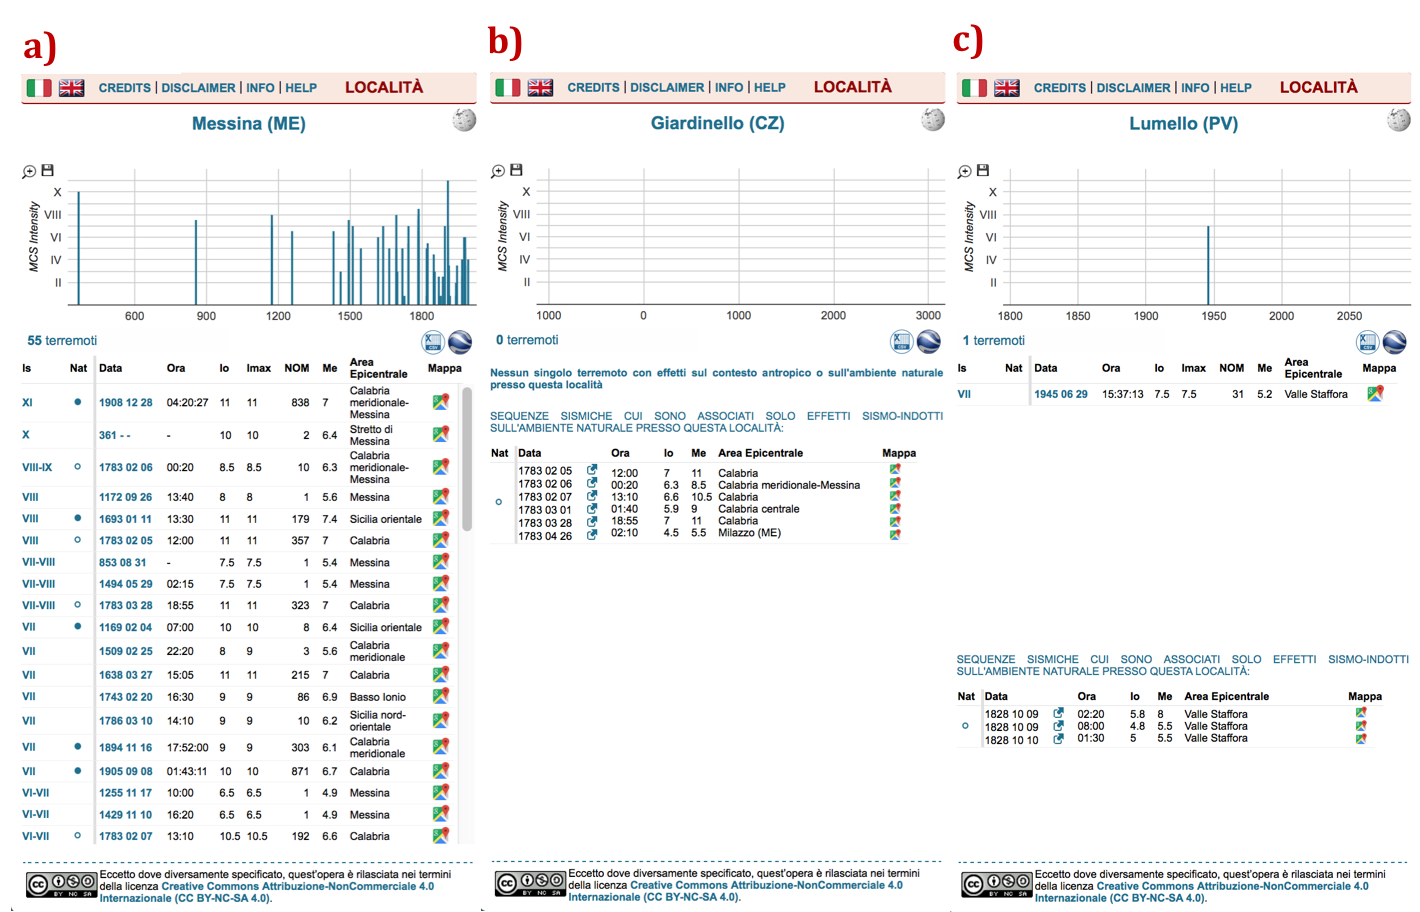 a)
CREDITS | DISCLAIMER | INFO | HELP LOCALITÀ
Messina (ME)
MCS Intensity
X
VIII
VI
IV
II
600 900 1200 1500 1800
55 terremoti
Is Nat Data Ora Io Imax NOM Me Area Epicentrale Mappa
XI 1908 12 28 04:20:27 11 11 838 7 Calabria meridionale-Messina
X 361 - - - 10 10 2 6.4 Stretto di Messina
VIII-IX 1783 02 06 00:20 8.5 8.5 10 6.3 Calabria meridionale-Messina
VIII 1172 09 26 13:40 8 8 1 5.6 Messina
VIII 1693 01 11 13:30 11 11 179 7.4 Sicilia orientale
VIII 1783 02 05 12:00 11 11 357 7 Calabria
VII-VIII 853 08 31 - 7.5 7.5 1 5.4 Messina
VII-VIII 1494 05 29 02:15 7.5 7.5 1 5.4 Messina
VII-VIII 1783 03 28 18:55 11 11 323 7 Calabria
VII 1169 02 04 07:00 10 10 8 6.4 Sicilia orientale
VII 1509 02 25 22:20 8 9 3 5.6 Calabria meridionale
VII 1638 03 27 15:05 11 11 215 7 Calabria
VII 1743 02 20 16:30 9 9 86 6.9 Basso Ionio
VII 1786 03 10 14:10 9 9 10 6.2 Sicilia nord-orientale
VII 1894 11 16 17:52:00 9 9 303 6.1 Calabria meridionale
VII 1905 09 08 01:43:11 10 10 871 6.7 Calabria
VI-VII 1255 11 17 10:00 6.5 6.5 1 4.9 Messina
VI-VII 1429 11 10 16:20 6.5 6.5 1 4.9 Messina
VI-VII 1783 02 07 13:10 10.5 10.5 192 6.6 Calabria
CC BY NC SA
Eccetto dove diversamente specificato, quest'opera è rilasciata nei termini
della licenza Creative Commons Attribuzione-NonCommerciale 4.0
Internazionale (CC BY-NC-SA 4.0).
b)
CREDITS | DISCLAIMER | INFO | HELP LOCALITÀ
Giardinello (CZ)
MCS Intensity
X
VIII
VI
IV
II
1000 0 1000 2000 3000
0 terremoti
CSV
Nessun singolo terremoto con effetti sul contesto antropico o sull'ambiente naturale
presso questa località
SEQUENZE SISMICHE CUI SONO ASSOCIATI SOLO EFFETTI SISMO-INDOTTI
SULL'AMBIENTE NATURALE PRESSO QUESTA LOCALITÀ:
Nat Data Ora Io Me Area Epicentrale Mappa
1783 02 05 12:00 7 11 Calabria
1783 02 06 00:20 6.3 8.5 Calabria meridionale-Messina
1783 02 07 13:10 6.6 10.5 Calabria
1783 03 01 01:40 5.9 9 Calabria centrale
1783 03 28 18:55 7 11 Calabria
1783 04 26 02:10 4.5 5.5 Milazzo (ME)
CC BY NC SA
Eccetto dove diversamente specificato, quest'opera è rilasciata nei termini
della licenza Creative Commons Attribuzione-NonCommerciale 4.0
Internazionale (CC BY-NC-SA 4.0).
c)
CREDITS | DISCLAIMER | INFO | HELP LOCALITÀ
Lumello (PV)
MCS Intensity
X
VIII
VI
IV
II
1800 1850 1900 1950 2000 2050
1 terremoti
CSV
Is Nat Data Ora Io Imax NOM Me Area Epicentrale Mappa
VII 1945 06 29 15:37:13 7.5 7.5 31 5.2 Valle Staffora
SEQUENZE SISMICHE CUI SONO ASSOCIATI SOLO EFFETTI SISMO-INDOTTI
SULL'AMBIENTE NATURALE PRESSO QUESTA LOCALITÀ:
Nat Data Ora Io Me Area Epicentrale Mappa
1828 10 09 02:20 5.8 8 Valle Staffora
1828 10 09 08:00 4.8 5.5 Valle Staffora
1828 10 10 01:30 5 5.5 Valle Staffora
CC BY NC SA
Eccetto dove diversamente specificato, quest'opera è rilasciata nei termini
della licenza Creative Commons Attribuzione-NonCommerciale 4.0
Internazionale (CC BY-NC-SA 4.0).